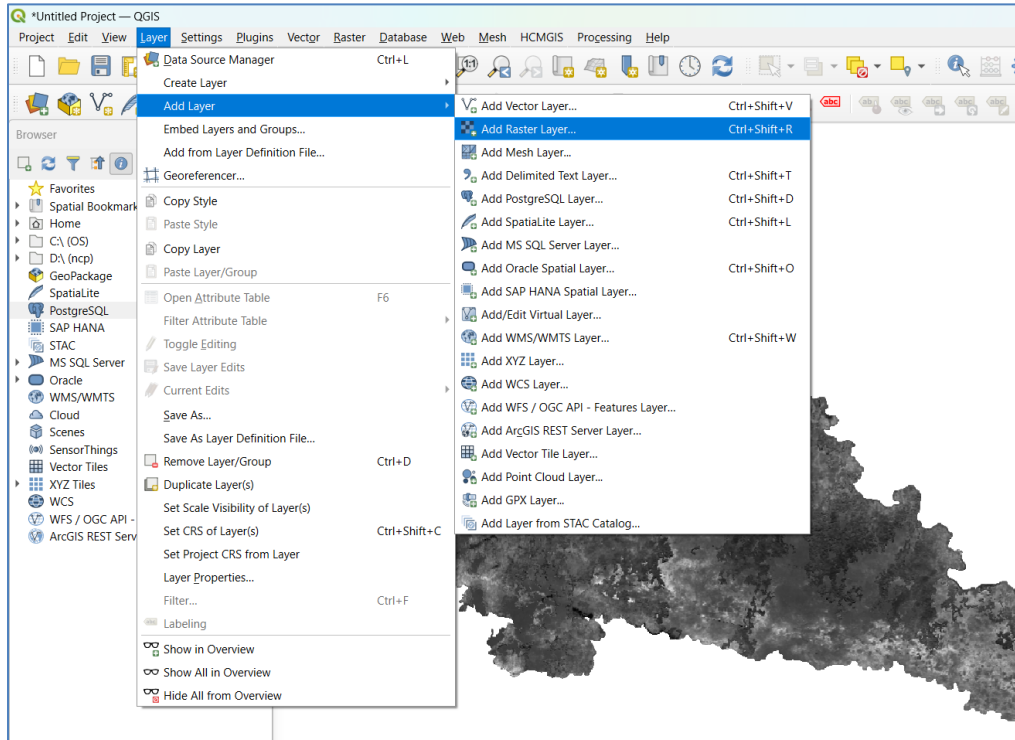 *Untitled Project — QGIS
Project Edit View Layer Settings Plugins Vector Raster Database Web Mesh HCMGIS Processing Help
1:1
abc
abc
abc
abc
abc
abc
Browser
Favorites
Spatial Bookmark
Home
C:\ (OS)
D:\ (ncp)
GeoPackage
SpatiaLite
PostgreSQL
SAP HANA
STAC
MS SQL Server
Oracle
WMS/WMTS
Cloud
Scenes
SensorThings
Vector Tiles
XYZ Tiles
WCS
WFS / OGC API -
ArcGIS REST Serv
Data Source Manager Ctrl+L
Create Layer
Add Layer
Embed Layers and Groups...
Add from Layer Definition File...
Georeferencer...
Copy Style
Paste Style
Copy Layer
Paste Layer/Group
Open Attribute Table F6
Filter Attribute Table
Toggle Editing
Save Layer Edits
Current Edits
Save As...
Save As Layer Definition File...
Remove Layer/Group Ctrl+D
Duplicate Layer(s)
Set Scale Visibility of Layer(s)
Set CRS of Layer(s) Ctrl+Shift+C
Set Project CRS from Layer
Layer Properties...
Filter... Ctrl+F
Labeling
Show in Overview
Show All in Overview
Hide All from Overview
Add Vector Layer... Ctrl+Shift+V
Add Raster Layer... Ctrl+Shift+R
Add Mesh Layer...
Add Delimited Text Layer... Ctrl+Shift+T
Add PostgreSQL Layer... Ctrl+Shift+D
Add SpatiaLite Layer... Ctrl+Shift+L
Add MS SQL Server Layer...
Add Oracle Spatial Layer... Ctrl+Shift+O
Add SAP HANA Spatial Layer...
Add/Edit Virtual Layer...
Add WMS/WMTS Layer... Ctrl+Shift+W
Add XYZ Layer...
Add WCS Layer...
Add WFS / OGC API - Features Layer...
Add ArcGIS REST Server Layer...
Add Vector Tile Layer...
Add Point Cloud Layer...
Add GPX Layer...
Add Layer from STAC Catalog...